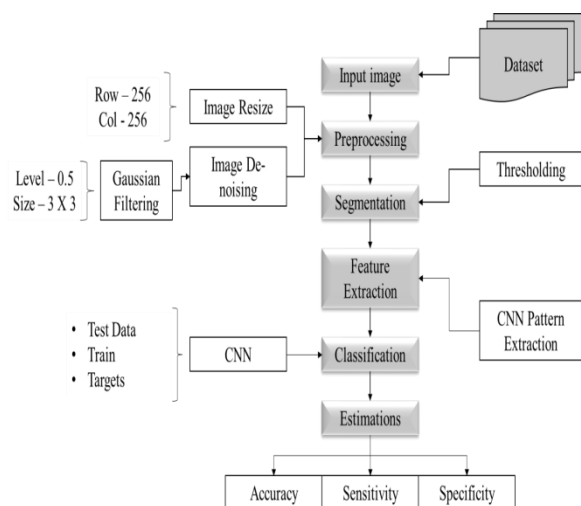 Dataset
Input image
Row – 256
Col - 256
Image Resize
Preprocessing
Level – 0.5
Size – 3 X 3
Gaussian
Filtering
Image De-
noising
Thresholding
Segmentation
Feature
Extraction
CNN Pattern
Extraction
• Test Data
• Train
• Targets
CNN
Classification
Estimations
Accuracy
Sensitivity
Specificity